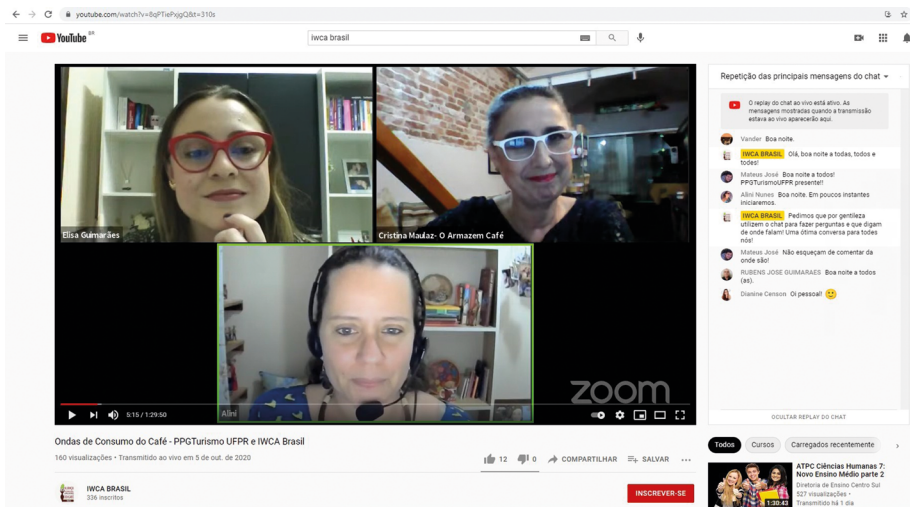 youtube.com/watch?v=8qPTiePxjgQ&t=310s
YouTube BR
iwca brasil
Elisa Guimarães
Cristina Maulaz- O Armazem Café
Alini
zoom
5:15 / 1:29:50
Ondas de Consumo do Café - PPGTurismo UFPR e IWCA Brasil
160 visualizações • Transmitido ao vivo em 5 de out. de 2020
12
0
COMPARTILHAR
SALVAR
IWCA BRASIL
336 inscritos
INSCREVER-SE
Repetição das principais mensagens do chat
O replay do chat ao vivo está ativo. As
mensagens mostradas quando a transmissão
estava ao vivo aparecerão aqui.
Vander Boa noite.
IWCA BRASIL Olá, boa noite a todas, todos e
todes!
Mateus José Boa noite a todos!
PPGTurismoUFPR presente!!
Alini Nunes Boa noite. Em poucos instantes
iniciaremos.
IWCA BRASIL Pedimos que por gentileza
utilizem o chat para fazer perguntas e que digam
de onde falam! Uma ótima conversa para todes
nós!
Mateus José Não esqueçam de comentar da
onde são!
RUBENS JOSE GUIMARAES Boa noite a todos
(as).
Dianine Censon Oi pessoal!
OCULTAR REPLAY DO CHAT
Todos
Cursos
Carregados recentemente
1:30:43
ATPC Ciências Humanas 7:
Novo Ensino Médio parte 2
Diretoria de Ensino Centro Sul
527 visualizações •
Transmitido há 1 dia